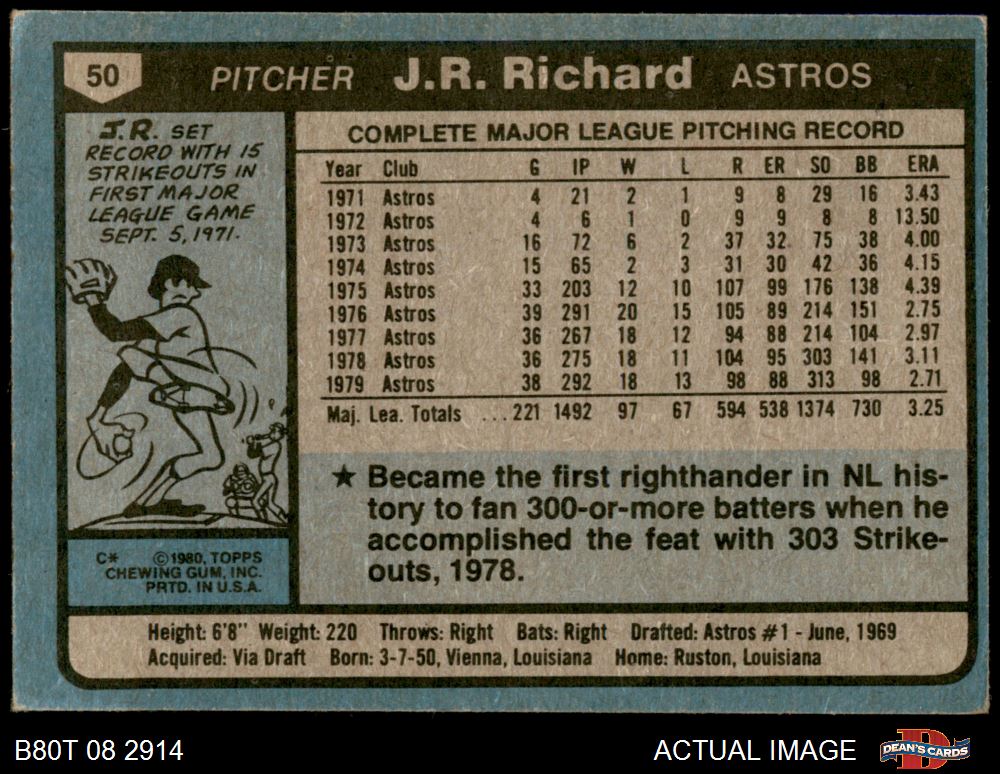 50 PITCHER J.R. Richard ASTROS
J.R. SET
RECORD WITH 15
STRIKEOUTS IN
FIRST MAJOR
LEAGUE GAME
SEPT. 5, 1971.
COMPLETE MAJOR LEAGUE PITCHING RECORD
Year Club G IP W L R ER SO BB ERA
1971 Astros 4 21 2 1 9 8 29 16 3.43
1972 Astros 4 6 1 0 9 9 8 8 13.50
1973 Astros 16 72 6 2 37 32 75 38 4.00
1974 Astros 15 65 2 3 31 30 42 36 4.15
1975 Astros 33 203 12 10 107 99 176 138 4.39
1976 Astros 39 291 20 15 105 89 214 151 2.75
1977 Astros 36 267 18 12 94 88 214 104 2.97
1978 Astros 36 275 18 11 104 95 303 141 3.11
1979 Astros 38 292 18 13 98 88 313 98 2.71
Maj. Lea. Totals ... 221 1492 97 67 594 538 1374 730 3.25
★ Became the first righthander in NL his-
tory to fan 300-or-more batters when he
accomplished the feat with 303 Strike-
outs, 1978.
C* ©1980, TOPPS
CHEWING GUM, INC.
PRTD. IN U.S.A.
Height: 6'8" Weight: 220 Throws: Right Bats: Right Drafted: Astros #1 - June, 1969
Acquired: Via Draft Born: 3-7-50, Vienna, Louisiana Home: Ruston, Louisiana
B80T 08 2914 ACTUAL IMAGE DEAN'S CARDS